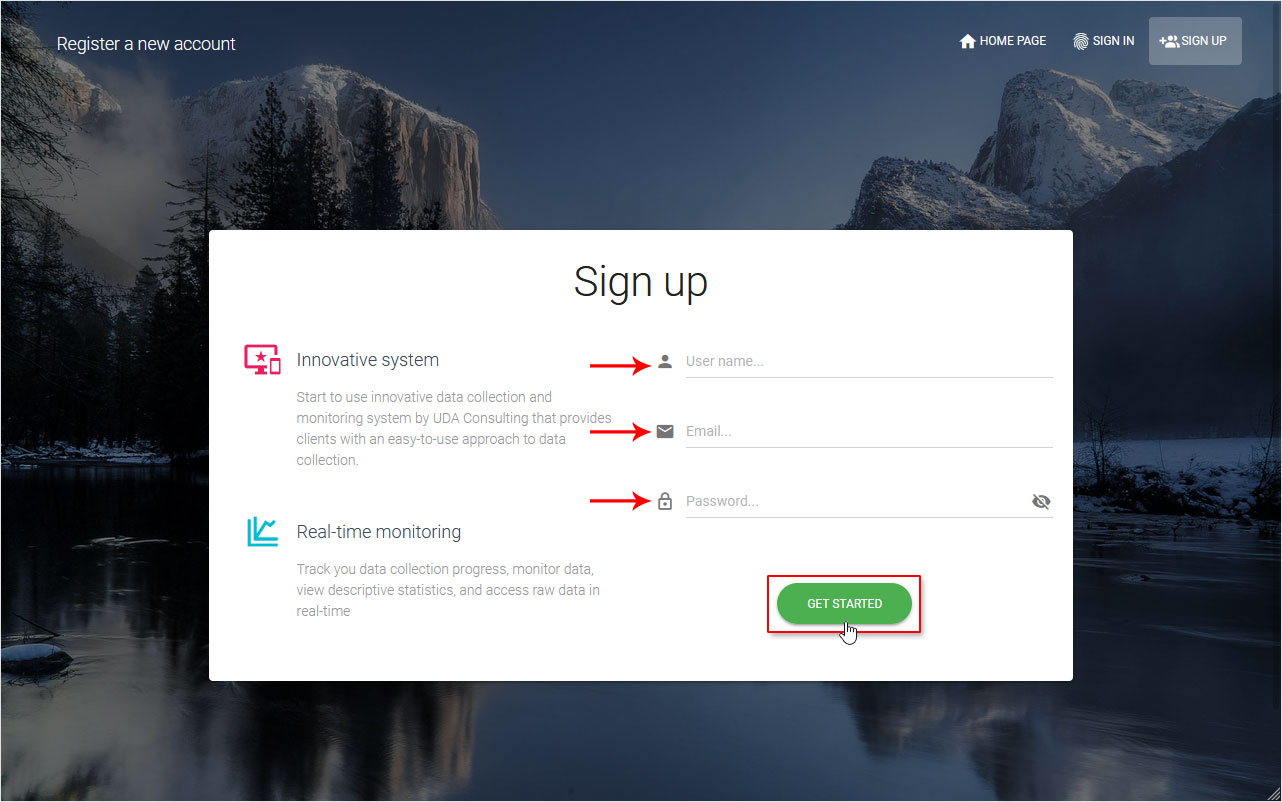 Register a new account
HOME PAGE
SIGN IN
SIGN UP
Sign up
Innovative system
Start to use innovative data collection and
monitoring system by UDA Consulting that provides
clients with an easy-to-use approach to data
collection.
Real-time monitoring
Track you data collection progress, monitor data,
view descriptive statistics, and access raw data in
real-time
User name...
Email...
Password...
GET STARTED